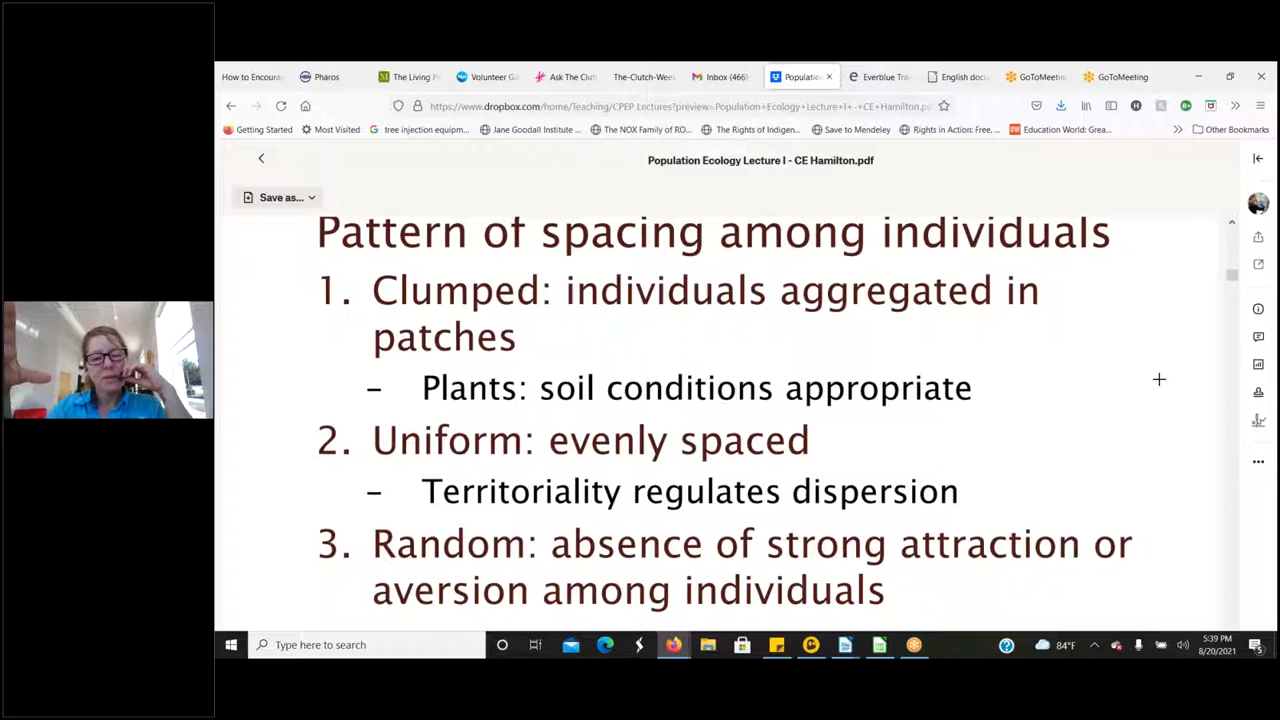 How to Encour
Pharos
The Living P
Volunteer Ga
Ask The Clut
The-Clutch-Week
Inbox (466)
Populatio
Everblue Tra
English docu
GoToMeetin
GoToMeeting
https://www.dropbox.com/home/Teaching/CPEP Lectures?preview=Population+Ecology+Lecture+I+-+CE+Hamilton.p
Getting Started
Most Visited
tree injection equipm...
Jane Goodall Institute ...
The NOX Family of RO...
The Rights of Indigen...
Save to Mendeley
Rights in Action: Free, ...
Education World: Grea...
Other Bookmarks
Population Ecology Lecture I - CE Hamilton.pdf
Save as...
Pattern of spacing among individuals
1. Clumped: individuals aggregated in
patches
– Plants: soil conditions appropriate
2. Uniform: evenly spaced
– Territoriality regulates dispersion
3. Random: absence of strong attraction or
aversion among individuals
Type here to search
84°F
5:39 PM
8/20/2021